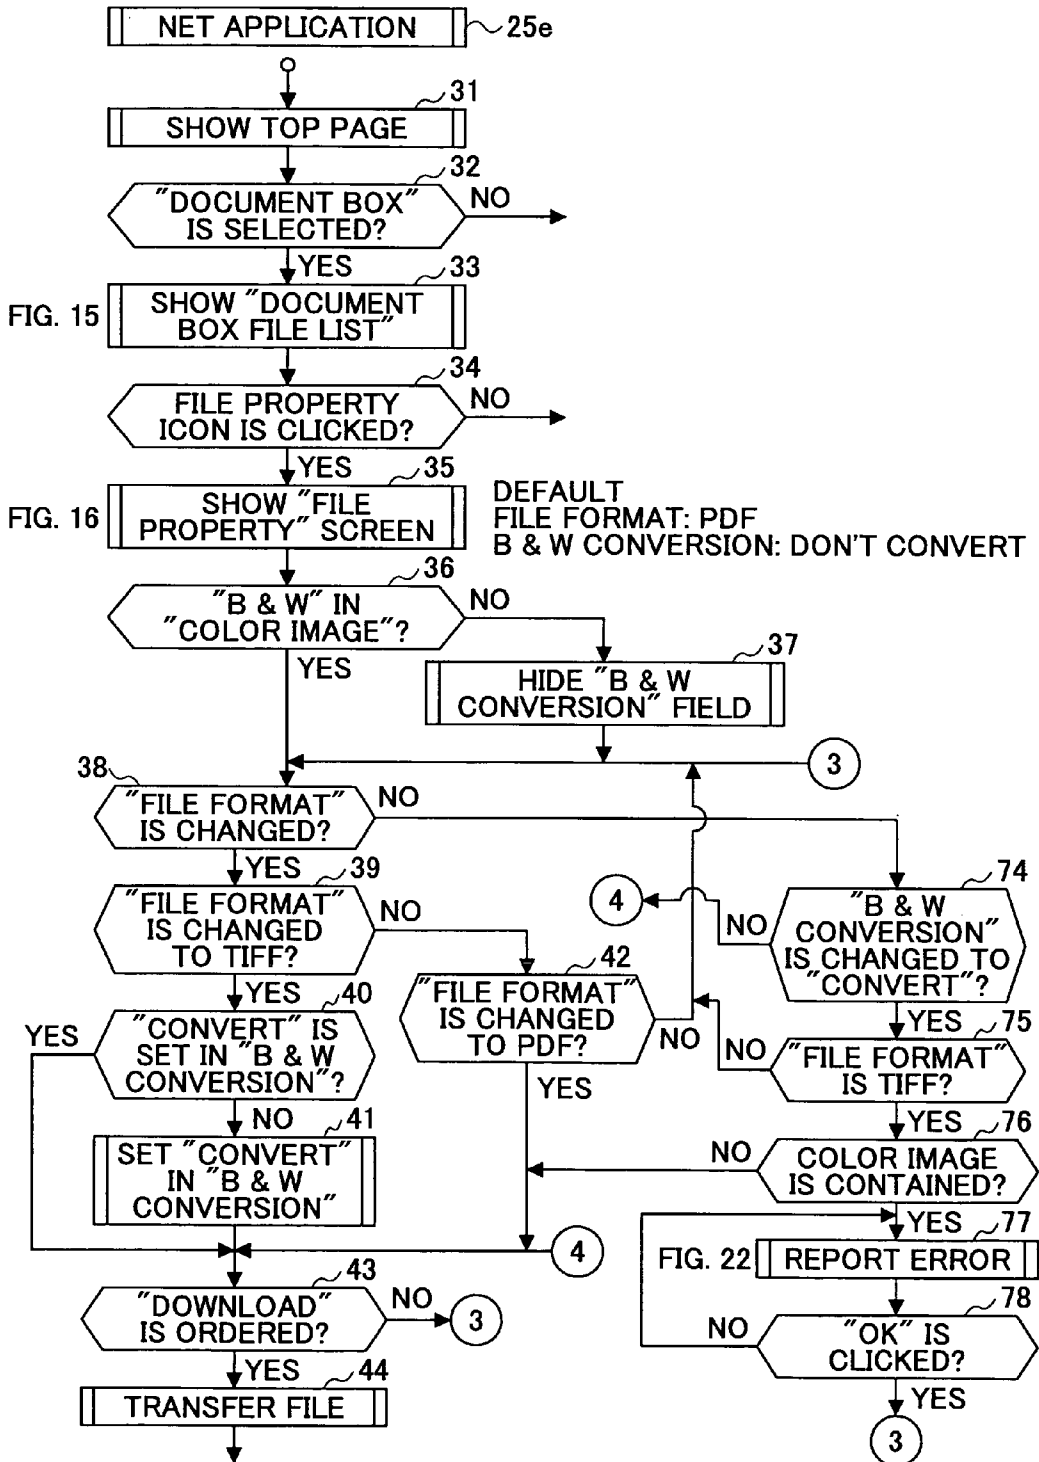 NET APPLICATION
25e
31
SHOW TOP PAGE
32
"DOCUMENT BOX"
IS SELECTED?
NO
YES
33
FIG. 15
SHOW "DOCUMENT
BOX FILE LIST"
34
FILE PROPERTY
ICON IS CLICKED?
NO
YES
35
FIG. 16
SHOW "FILE
PROPERTY" SCREEN
DEFAULT
FILE FORMAT: PDF
B & W CONVERSION: DON'T CONVERT
36
"B & W" IN
"COLOR IMAGE"?
NO
YES
37
HIDE "B & W
CONVERSION" FIELD
3
38
"FILE FORMAT"
IS CHANGED?
NO
YES
39
"FILE FORMAT"
IS CHANGED
TO TIFF?
NO
YES
40
"CONVERT" IS
SET IN "B & W
CONVERSION"?
YES
NO
41
SET "CONVERT"
IN "B & W
CONVERSION"
42
"FILE FORMAT"
IS CHANGED
TO PDF?
NO
YES
4
74
"B & W
CONVERSION"
IS CHANGED TO
"CONVERT"?
NO
YES
75
"FILE FORMAT"
IS TIFF?
NO
YES
76
COLOR IMAGE
IS CONTAINED?
NO
YES
77
FIG. 22
REPORT ERROR
78
"OK" IS
CLICKED?
NO
YES
3
4
43
"DOWNLOAD"
IS ORDERED?
NO
3
YES
44
TRANSFER FILE